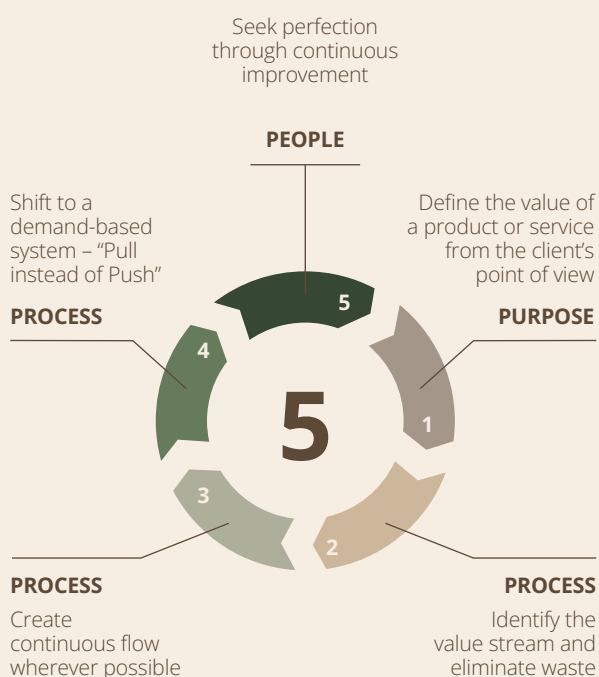 Seek perfection
through continuous
improvement
PEOPLE
Shift to a
demand-based
system – “Pull
instead of Push”
PROCESS
Define the value of
a product or service
from the client’s
point of view
PURPOSE
5
4
5
1
3
2
PROCESS
Create
continuous flow
wherever possible
PROCESS
Identify the
value stream and
eliminate waste